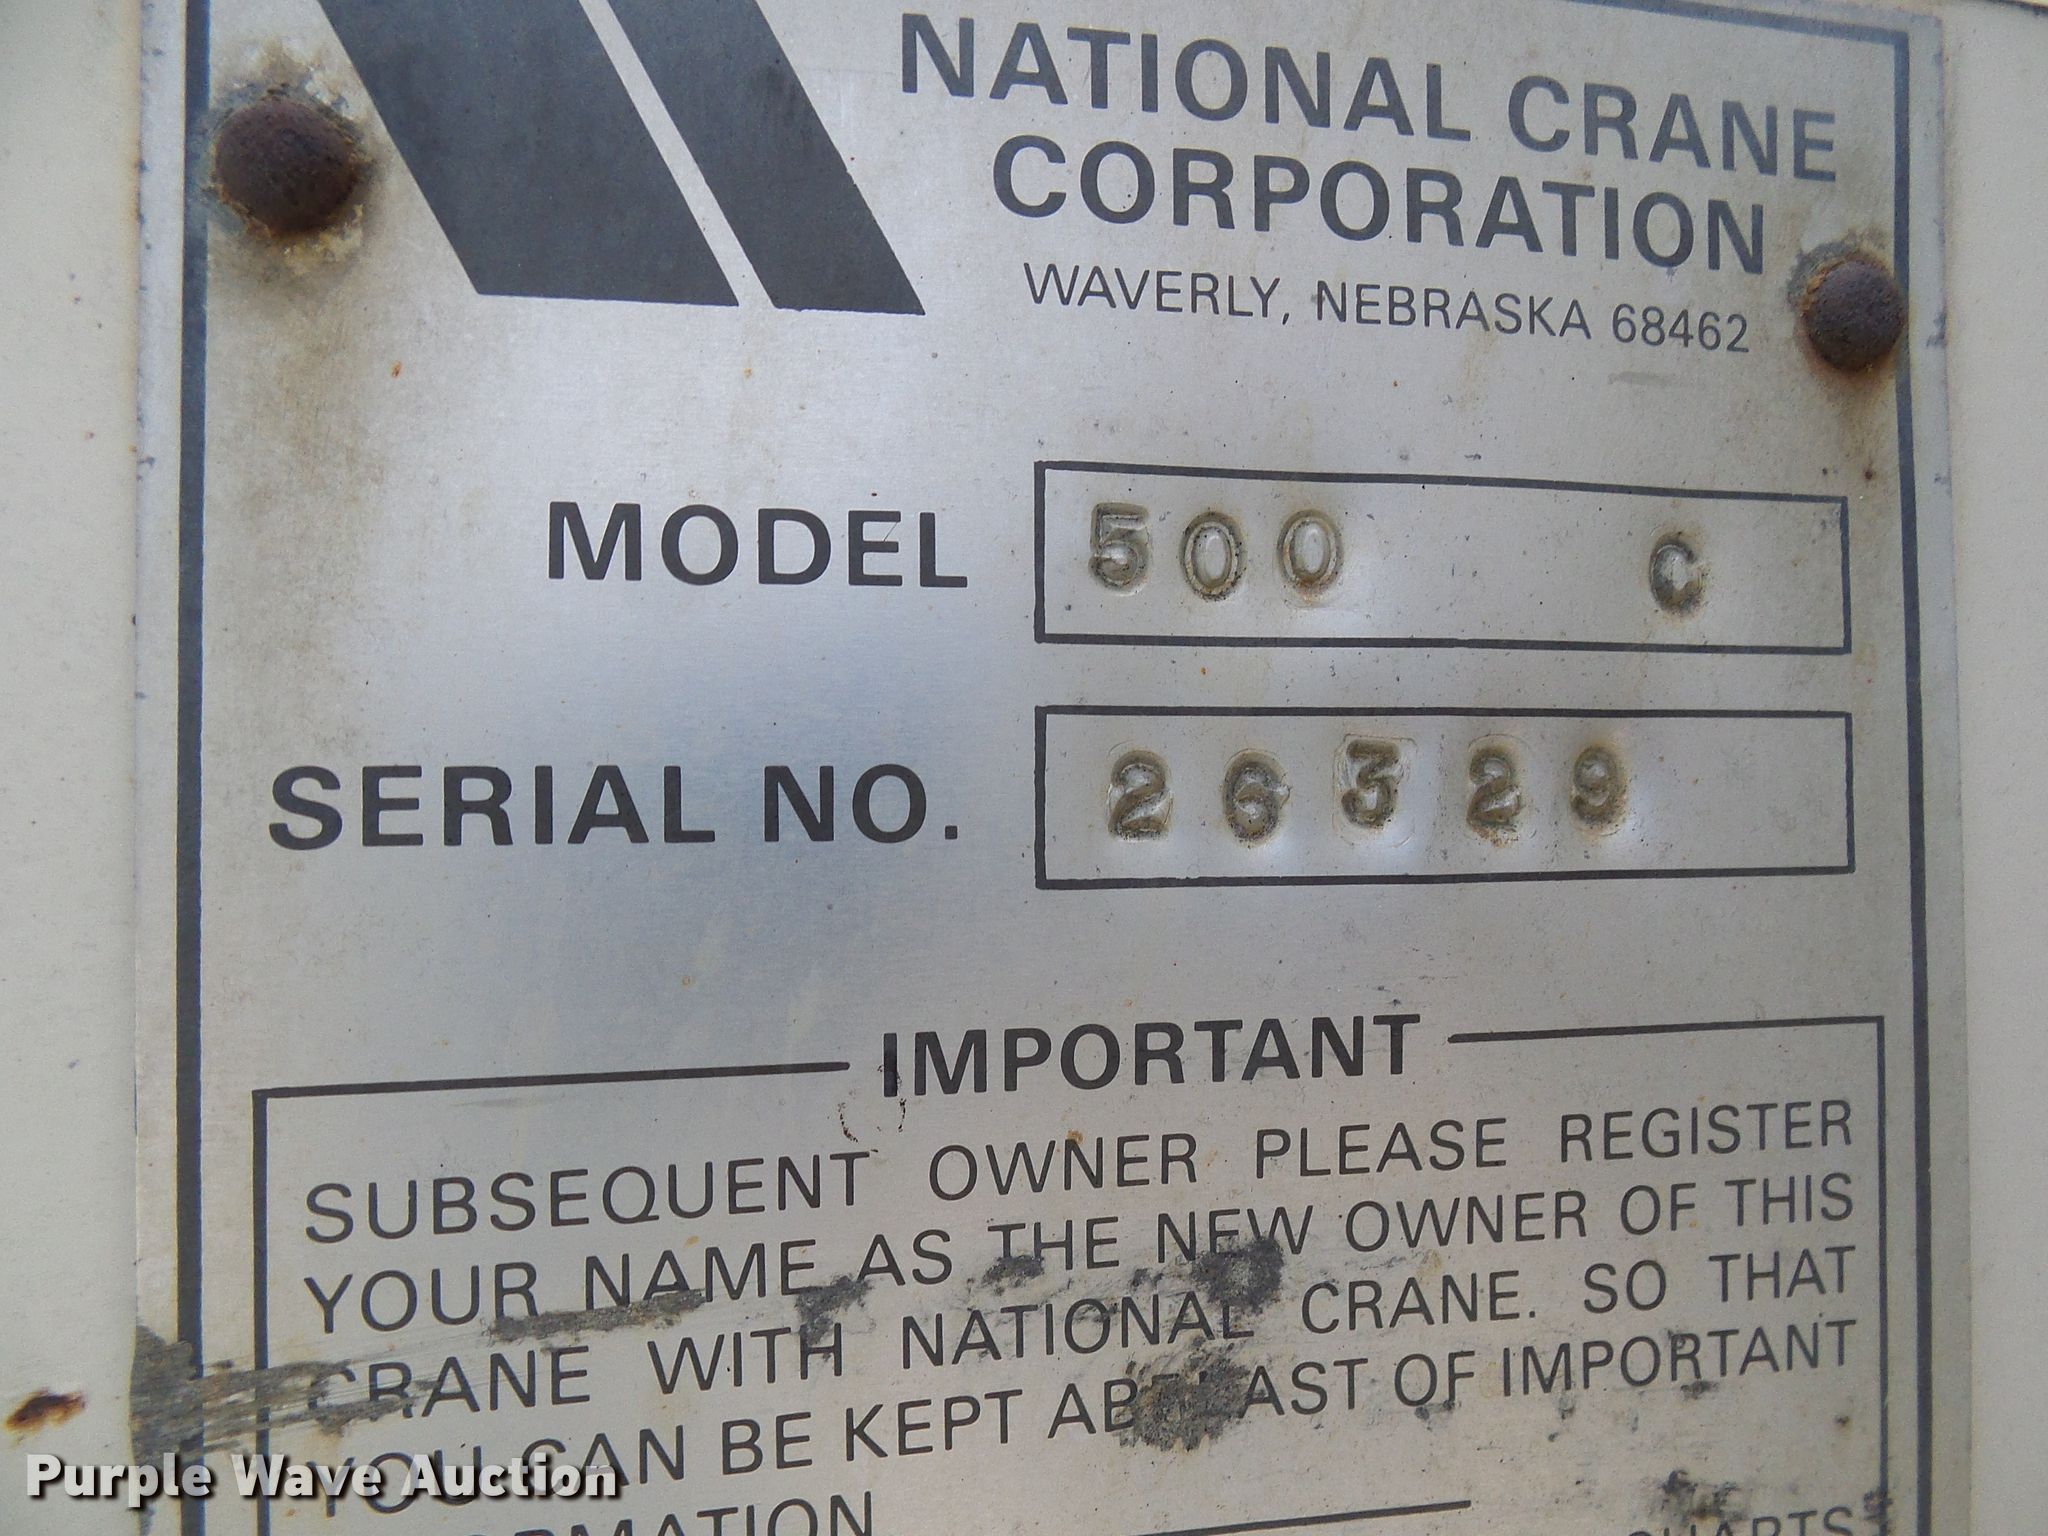 NATIONAL CRANE
CORPORATION
WAVERLY, NEBRASKA 68462
MODEL 500 C
SERIAL NO. 26329
IMPORTANT
SUBSEQUENT OWNER PLEASE REGISTER
YOUR NAME AS THE NEW OWNER OF THIS
CRANE WITH NATIONAL CRANE. SO THAT
YOU CAN BE KEPT ABREAST OF IMPORTANT
Purple Wave Auction